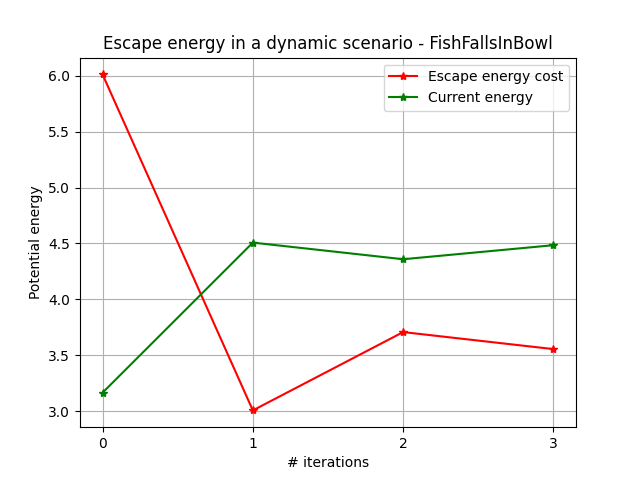 Escape energy in a dynamic scenario - FishFallsInBowl
Escape energy cost
Current energy
6.0
5.5
5.0
4.5
4.0
3.5
3.0
Potential energy
0 1 2 3
# iterations